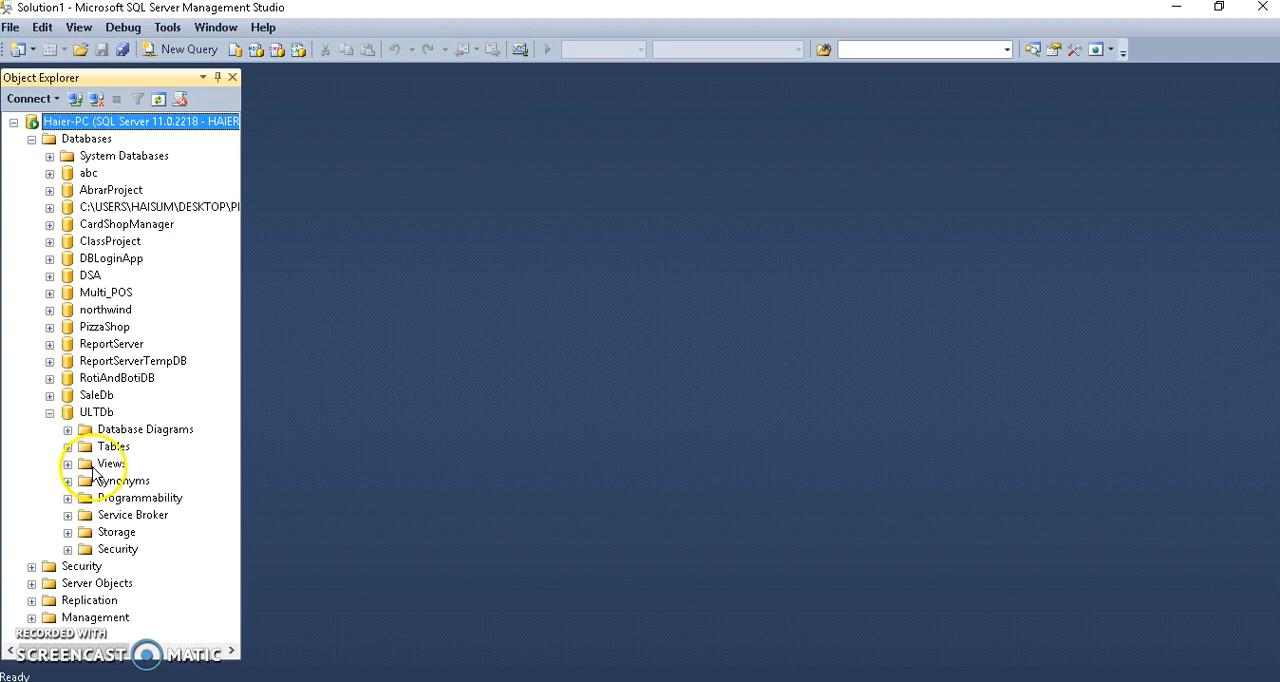 Solution1 - Microsoft SQL Server Management Studio
File Edit View Debug Tools Window Help
New Query
Object Explorer
Connect
Haier-PC (SQL Server 11.0.2218 - HAIER
Databases
System Databases
abc
AbrarProject
C:\USERS\HAISUM\DESKTOP\PI
CardShopManager
ClassProject
DBLoginApp
DSA
Multi_POS
northwind
PizzaShop
ReportServer
ReportServerTempDB
RotiAndBotiDB
SaleDb
ULTDb
Database Diagrams
Tables
Views
Synonyms
Programmability
Service Broker
Storage
Security
Security
Server Objects
Replication
Management
RECORDED WITH
SCREENCAST MATIC
Ready